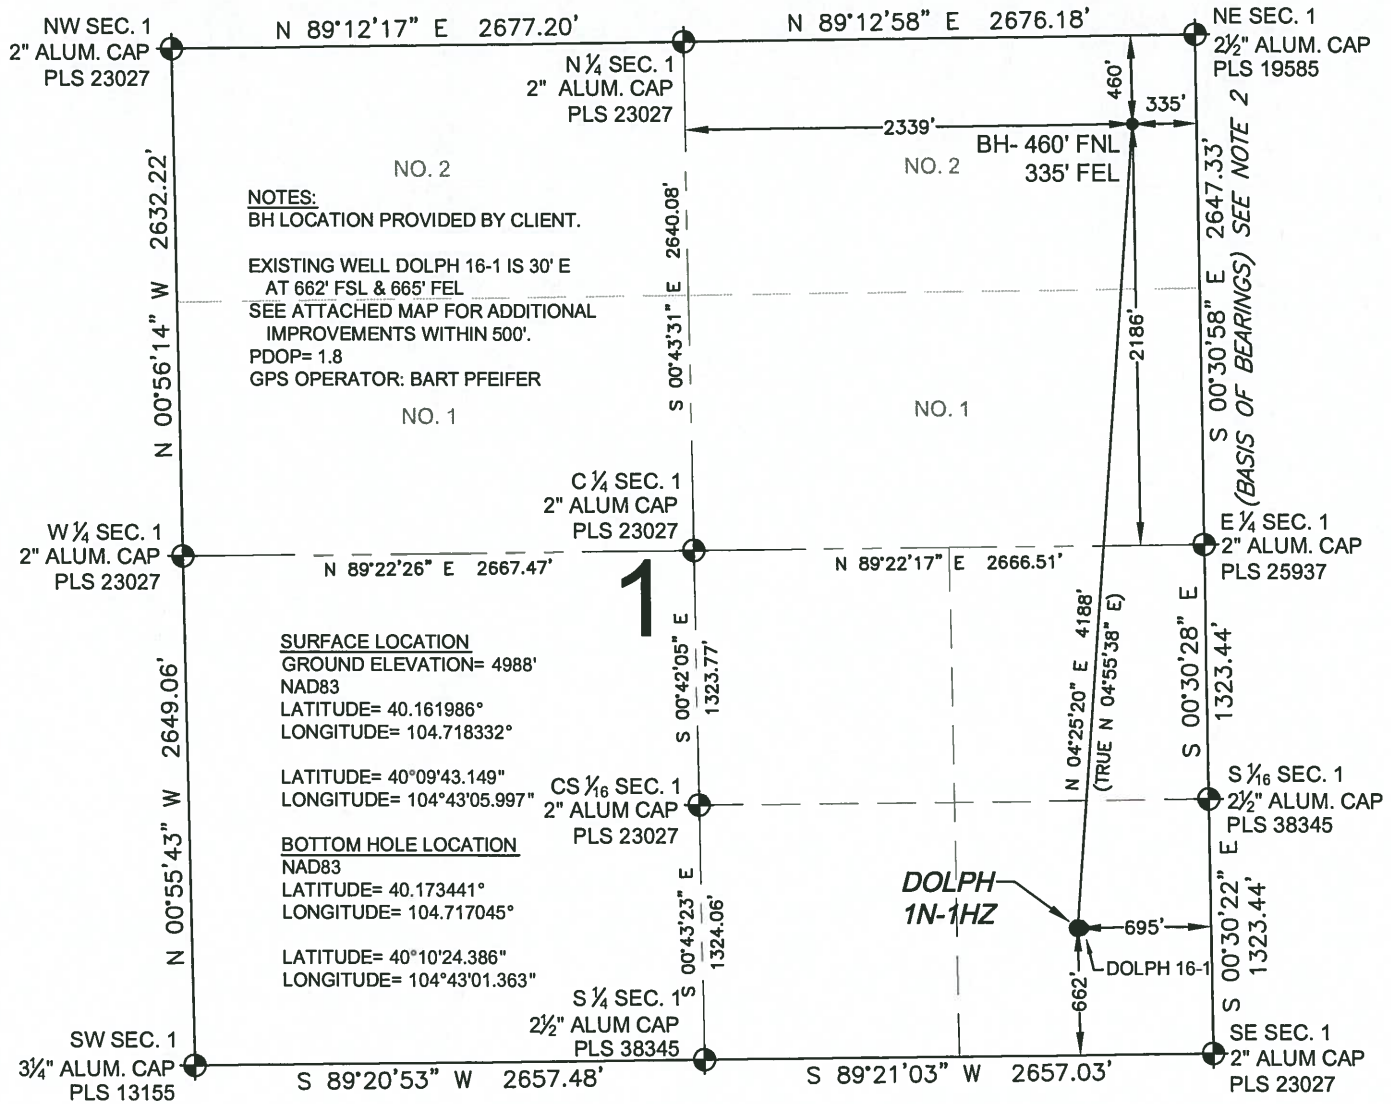 NW SEC. 1
2" ALUM. CAP
PLS 23027
N 89°12'17" E 2677.20'
N 89°12'58" E 2676.18'
NE SEC. 1
2½" ALUM. CAP
PLS 19585
N ¼ SEC. 1
2" ALUM. CAP
PLS 23027
460'
335'
2339'
BH- 460' FNL
335' FEL
NO. 2
NO. 2
NOTES:
BH LOCATION PROVIDED BY CLIENT.
EXISTING WELL DOLPH 16-1 IS 30' E
AT 662' FSL & 665' FEL
SEE ATTACHED MAP FOR ADDITIONAL
IMPROVEMENTS WITHIN 500'.
PDOP= 1.8
GPS OPERATOR: BART PFEIFER
N 00°56'14" W 2632.22'
S 00°43'31" E 2640.08'
2186'
S 00°30'58" E 2647.33'
(BASIS OF BEARINGS) SEE NOTE 2
NO. 1
NO. 1
C ¼ SEC. 1
2" ALUM CAP
PLS 23027
W ¼ SEC. 1
2" ALUM. CAP
PLS 23027
E ¼ SEC. 1
2" ALUM. CAP
PLS 25937
N 89°22'26" E 2667.47'
N 89°22'17" E 2666.51'
1
SURFACE LOCATION
GROUND ELEVATION= 4988'
NAD83
LATITUDE= 40.161986°
LONGITUDE= 104.718332°
LATITUDE= 40°09'43.149"
LONGITUDE= 104°43'05.997"
BOTTOM HOLE LOCATION
NAD83
LATITUDE= 40.173441°
LONGITUDE= 104.717045°
LATITUDE= 40°10'24.386"
LONGITUDE= 104°43'01.363"
N 00°55'43" W 2649.06'
S 00°42'05" E
1323.77'
N 04°25'20" E 4188'
(TRUE N 04°55'38" E)
S 00°30'28" E
1323.44'
CS 1⁄16 SEC. 1
2" ALUM CAP
PLS 23027
S 1⁄16 SEC. 1
2½" ALUM. CAP
PLS 38345
S 00°43'23" E
1324.06'
DOLPH
1N-1HZ
695'
DOLPH 16-1
662'
S 00°30'22" E
1323.44'
S ¼ SEC. 1
2½" ALUM CAP
PLS 38345
SW SEC. 1
3¼" ALUM. CAP
PLS 13155
SE SEC. 1
2" ALUM CAP
PLS 23027
S 89°20'53" W 2657.48'
S 89°21'03" W 2657.03'